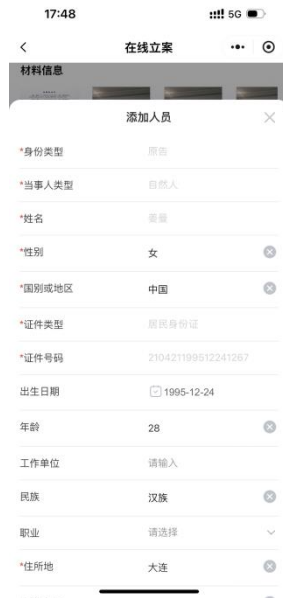 17:48
5G
在线立案
材料信息
添加人员
*身份类型 原告
*当事人类型 自然人
*姓名 姜曼
*性别 女
*国别或地区 中国
*证件类型 居民身份证
*证件号码 210421199512241267
出生日期 1995-12-24
年龄 28
工作单位 请输入
民族 汉族
职业 请选择
*住所地 大连